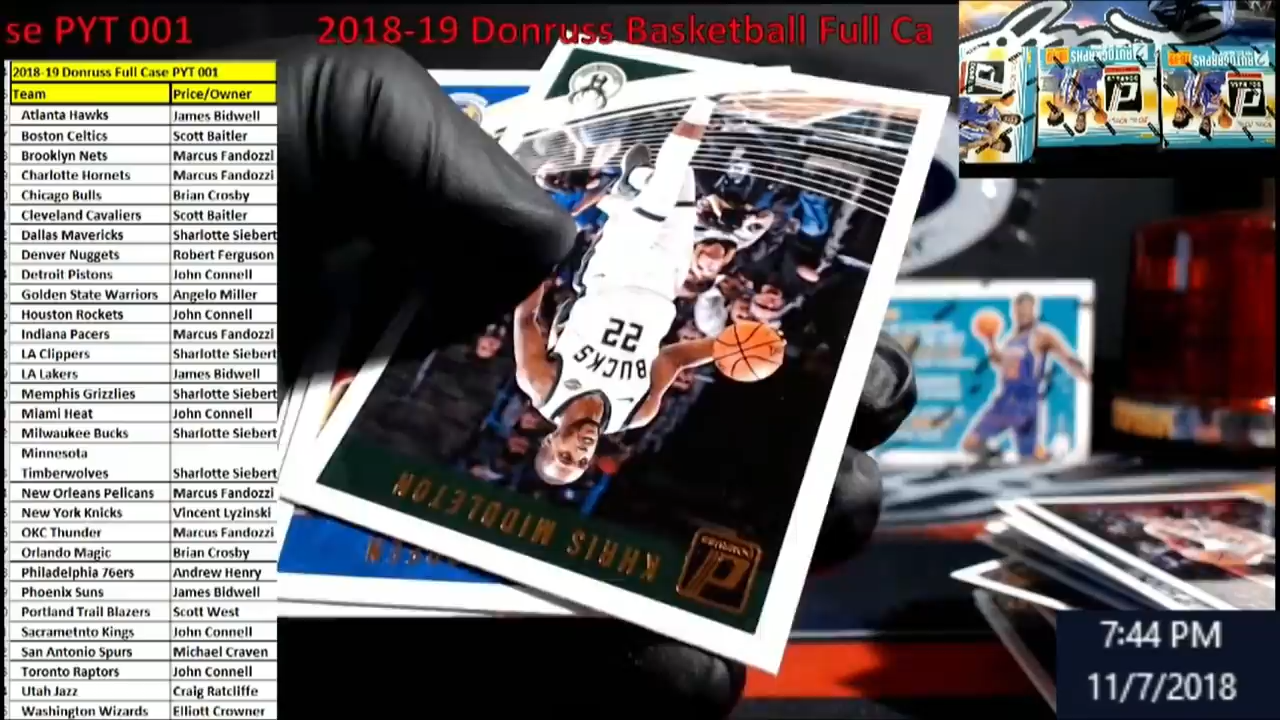 se PYT 001
2018-19 Donruss Basketball Full Ca
2018-19 Donruss Full Case PYT 001
Team Price/Owner
Atlanta Hawks James Bidwell
Boston Celtics Scott Baitler
Brooklyn Nets Marcus Fandozzi
Charlotte Hornets Marcus Fandozzi
Chicago Bulls Brian Crosby
Cleveland Cavaliers Scott Baitler
Dallas Mavericks Sharlotte Siebert
Denver Nuggets Robert Ferguson
Detroit Pistons John Connell
Golden State Warriors Angelo Miller
Houston Rockets John Connell
Indiana Pacers Marcus Fandozzi
LA Clippers Sharlotte Siebert
LA Lakers James Bidwell
Memphis Grizzlies Sharlotte Siebert
Miami Heat John Connell
Milwaukee Bucks Sharlotte Siebert
Minnesota
Timberwolves Sharlotte Siebert
New Orleans Pelicans Marcus Fandozzi
New York Knicks Vincent Lyzinski
OKC Thunder Marcus Fandozzi
Orlando Magic Brian Crosby
Philadelphia 76ers Andrew Henry
Phoenix Suns James Bidwell
Portland Trail Blazers Scott West
Sacrametnto Kings John Connell
San Antonio Spurs Michael Craven
Toronto Raptors John Connell
Utah Jazz Craig Ratcliffe
Washington Wizards Elliott Crowner
22
BUCKS
KHRIS MIDDLETON
DONRUSS
7:44 PM
11/7/2018